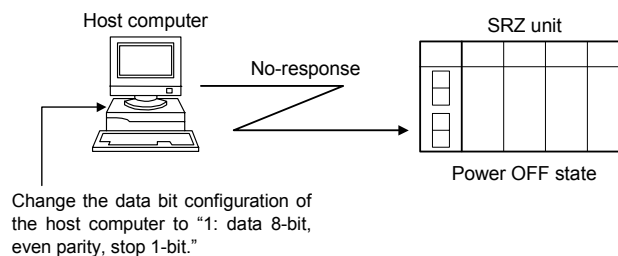 Host computer
SRZ unit
No-response
Power OFF state
Change the data bit configuration of
the host computer to “1: data 8-bit,
even parity, stop 1-bit.”